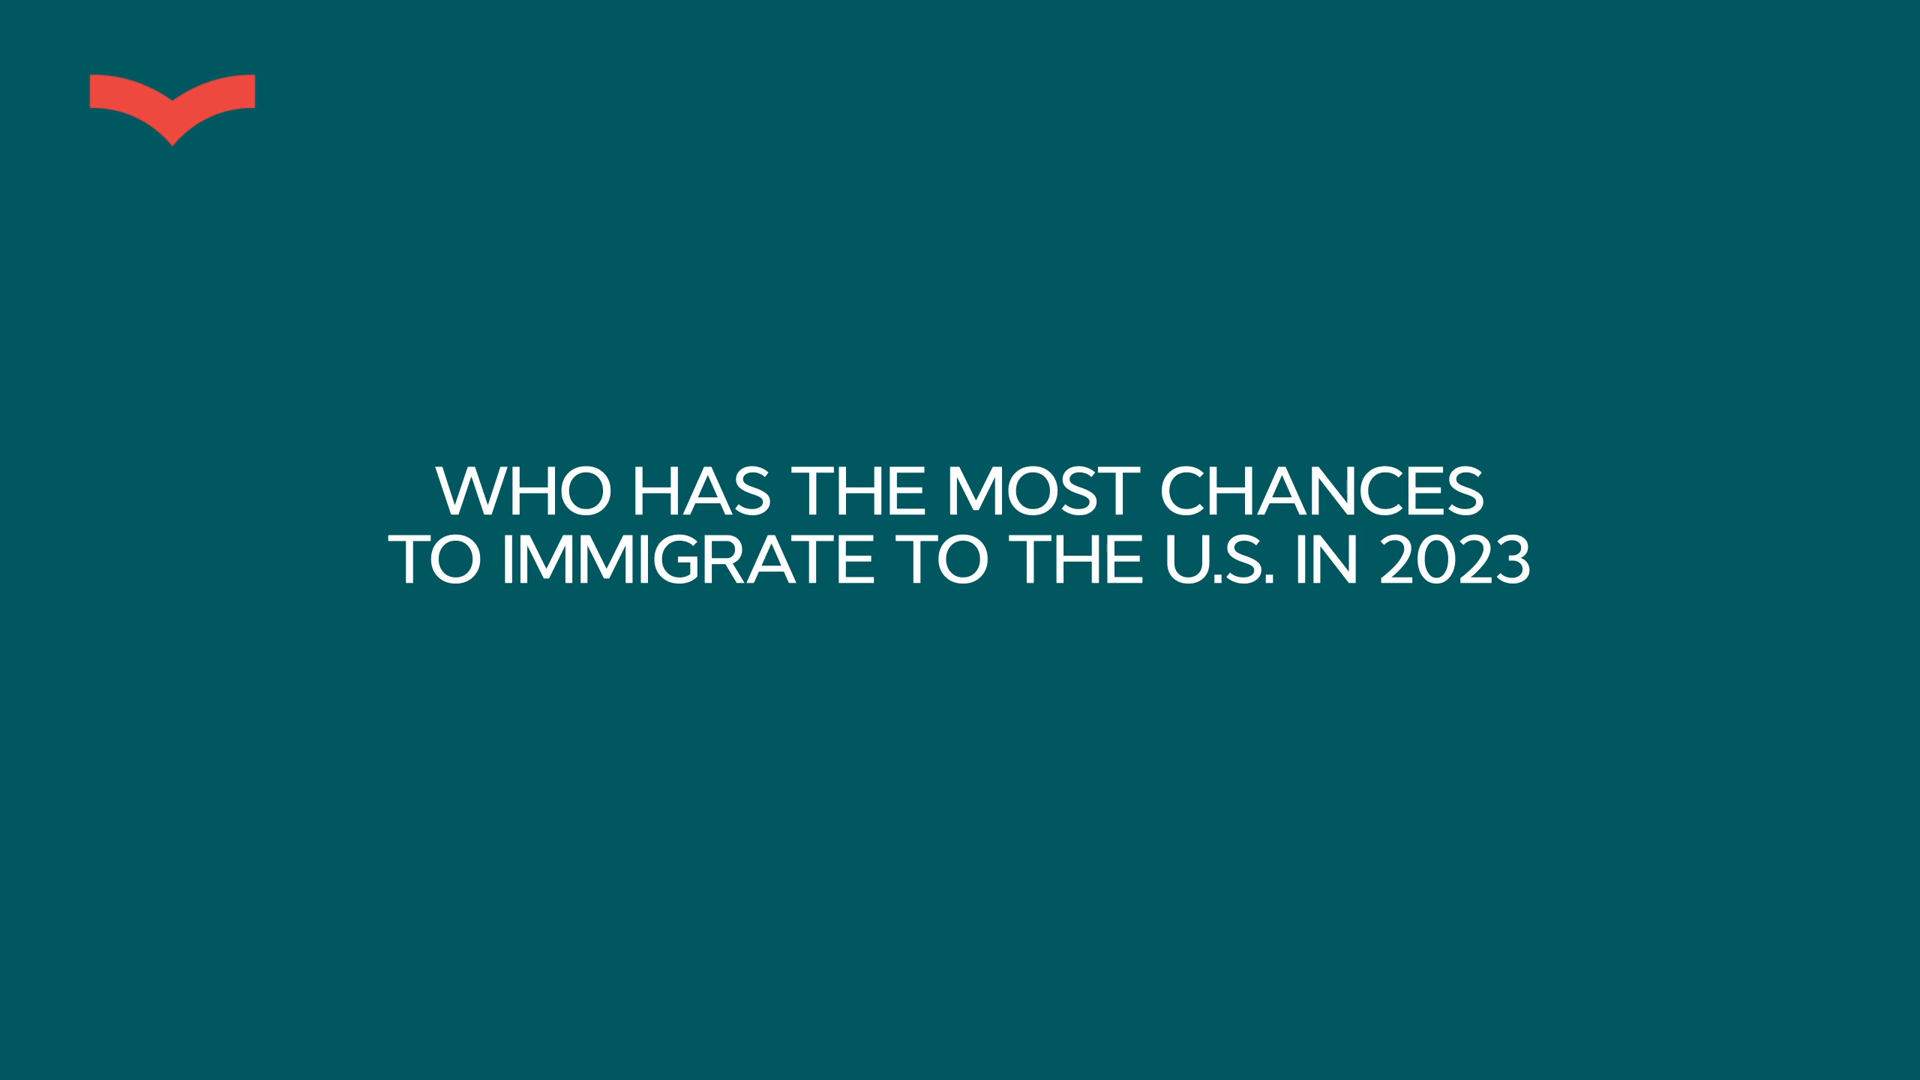 WHO HAS THE MOST CHANCES
TO IMMIGRATE TO THE U.S. IN 2023